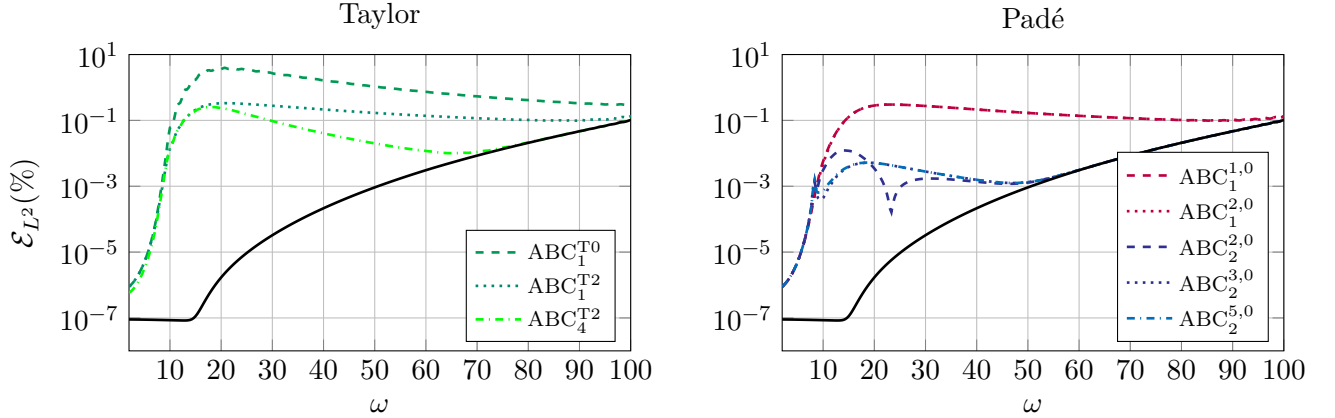 Taylor
Padé
10^1
10^{-1}
10^{-3}
10^{-5}
10^{-7}
\mathcal{E}_{L^2}(%)
10 20 30 40 50 60 70 80 90 100
ω
ABC_1^{T0}
ABC_1^{T2}
ABC_4^{T2}
10^1
10^{-1}
10^{-3}
10^{-5}
10^{-7}
10 20 30 40 50 60 70 80 90 100
ω
ABC_1^{1,0}
ABC_1^{2,0}
ABC_2^{2,0}
ABC_2^{3,0}
ABC_2^{5,0}